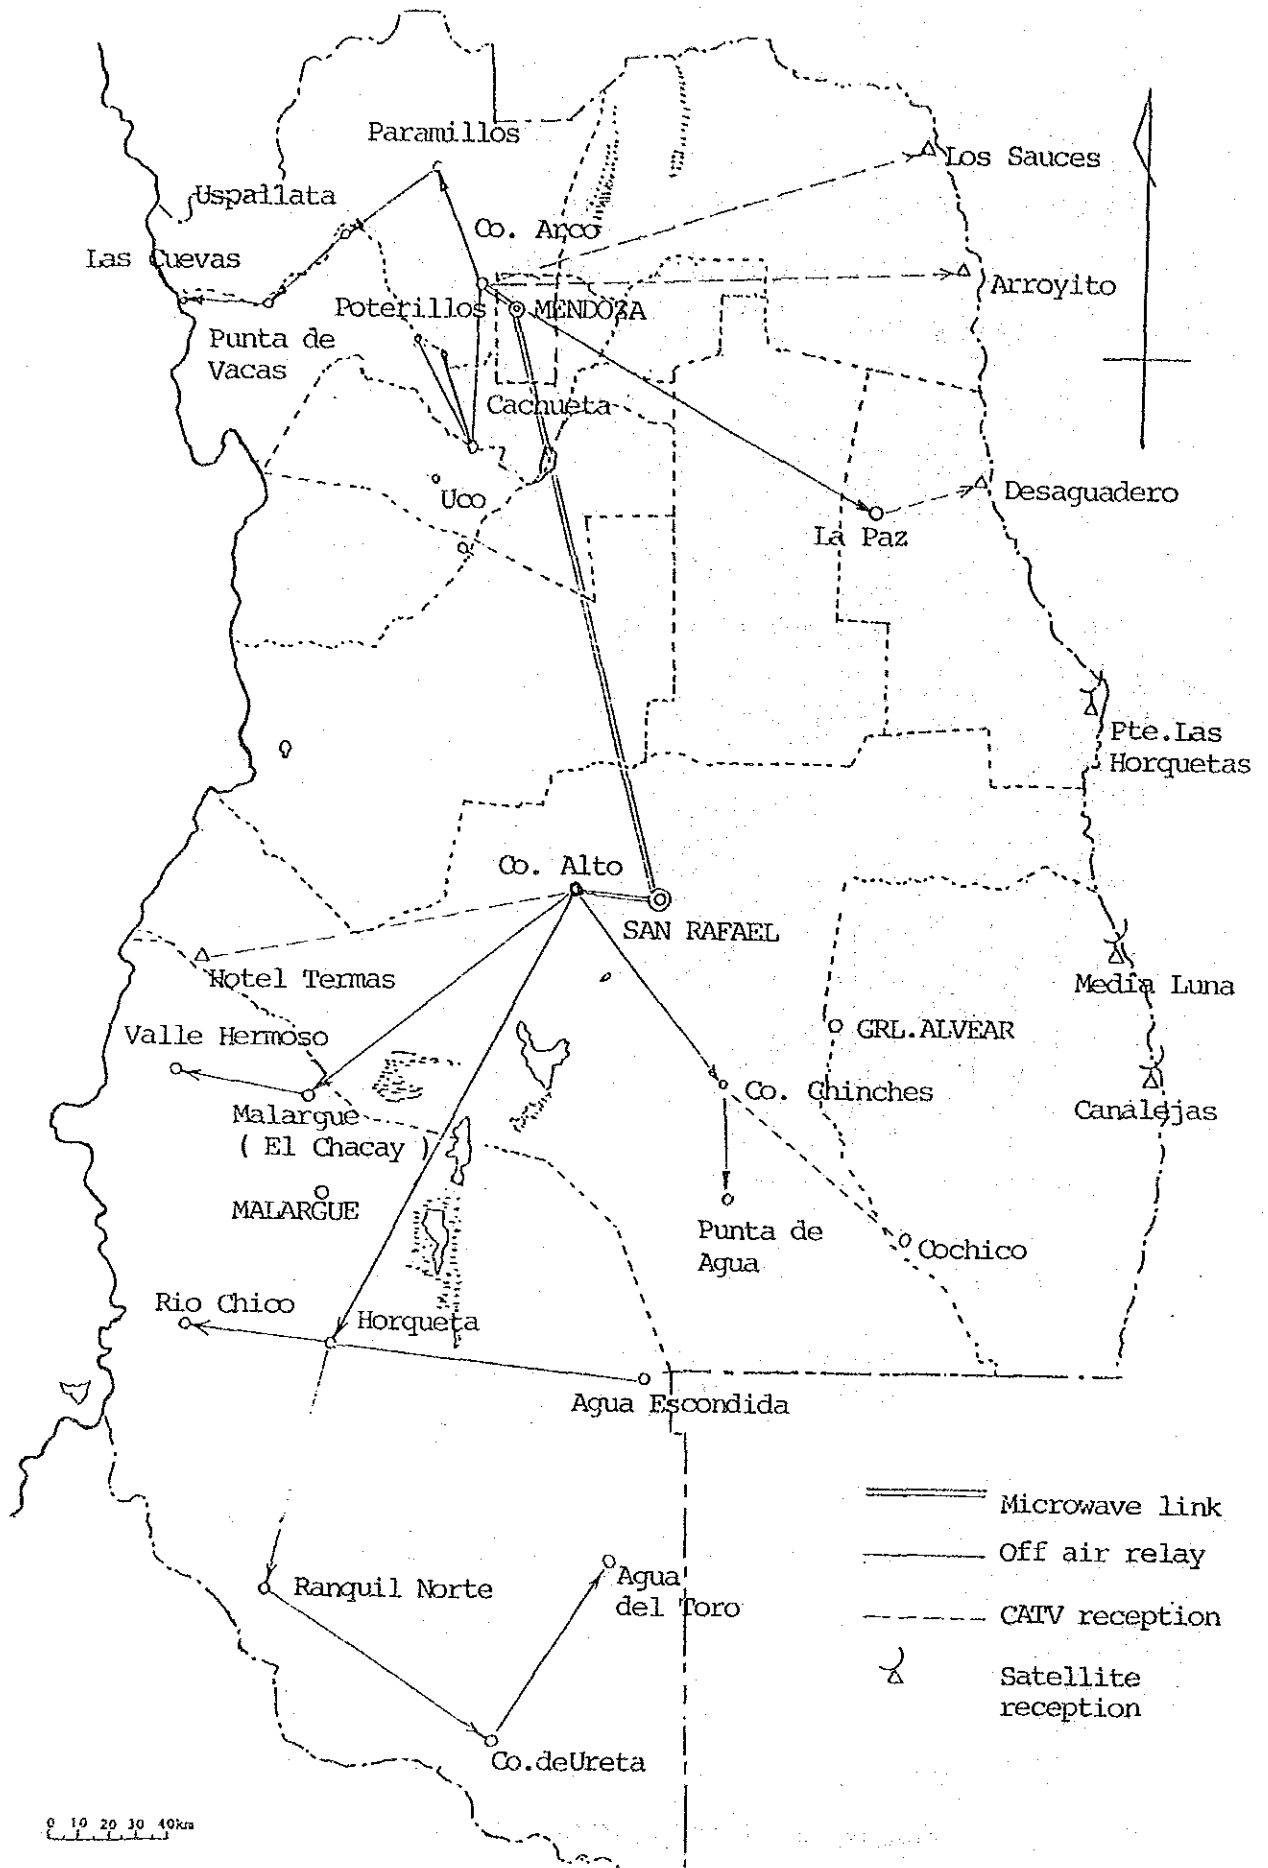 Paramillos
Los Sauces
Uspallata
Co. Arco
Las Cuevas
Arroyito
Poterillos
MENDOZA
Punta de
Vacas
Cachueta
Uco
Desaguadero
La Paz
Pte.Las
Horquetas
Co. Alto
SAN RAFAEL
Hotel Termas
Media Luna
Valle Hermoso
GRL.ALVEAR
Co. Chinches
Canalejas
Malargue
( El Chacay )
MALARGUE
Punta de
Agua
Cochico
Rio Chico
Horqueta
Agua Escondida
Microwave link
Off air relay
Ranquil Norte
Agua
del Toro
CATV reception
Satellite
reception
Co.deUreta
0 10 20 30 40km